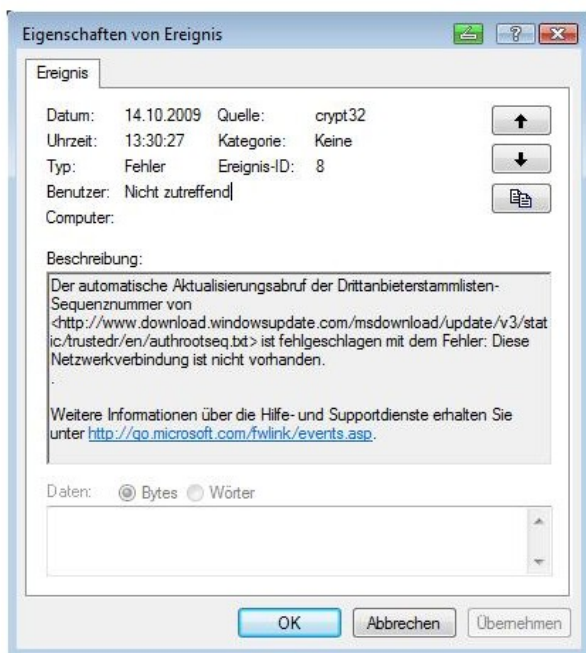 Eigenschaften von Ereignis
Ereignis
Datum: 14.10.2009 Quelle: crypt32
Uhrzeit: 13:30:27 Kategorie: Keine
Typ: Fehler Ereignis-ID: 8
Benutzer: Nicht zutreffend
Computer:
Beschreibung:
Der automatische Aktualisierungsabruf der Drittanbieterstammlisten-
Sequenznummer von
<http://www.download.windowsupdate.com/msdownload/update/v3/stat
ic/trustedr/en/authrootseq.txt> ist fehlgeschlagen mit dem Fehler: Diese
Netzwerkverbindung ist nicht vorhanden.
.
Weitere Informationen über die Hilfe- und Supportdienste erhalten Sie
unter http://go.microsoft.com/fwlink/events.asp.
Daten: Bytes Wörter
OK Abbrechen Übernehmen